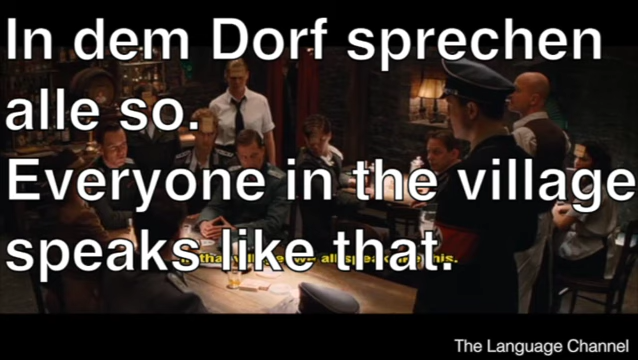 In dem Dorf sprechen
alle so.
Everyone in the village
speaks like that.
The Language Channel